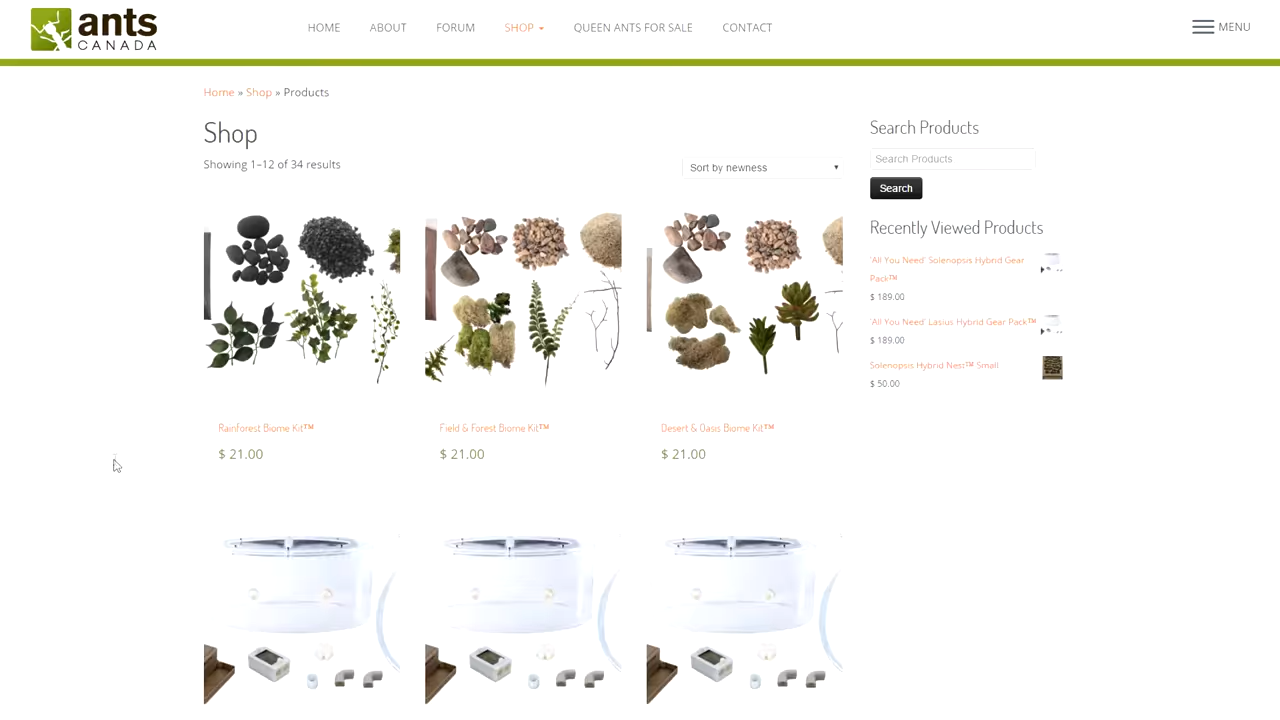 ants
CANADA
HOME
ABOUT
FORUM
SHOP
QUEEN ANTS FOR SALE
CONTACT
MENU
Home » Shop » Products
Shop
Showing 1–12 of 34 results
Sort by newness
Rainforest Biome Kit™
$ 21.00
Field & Forest Biome Kit™
$ 21.00
Desert & Oasis Biome Kit™
$ 21.00
Search Products
Search Products
Search
Recently Viewed Products
'All You Need' Solenopsis Hybrid Gear
Pack™
$ 189.00
'All You Need' Lasius Hybrid Gear Pack™
$ 189.00
Solenopsis Hybrid Nest™ Small
$ 50.00